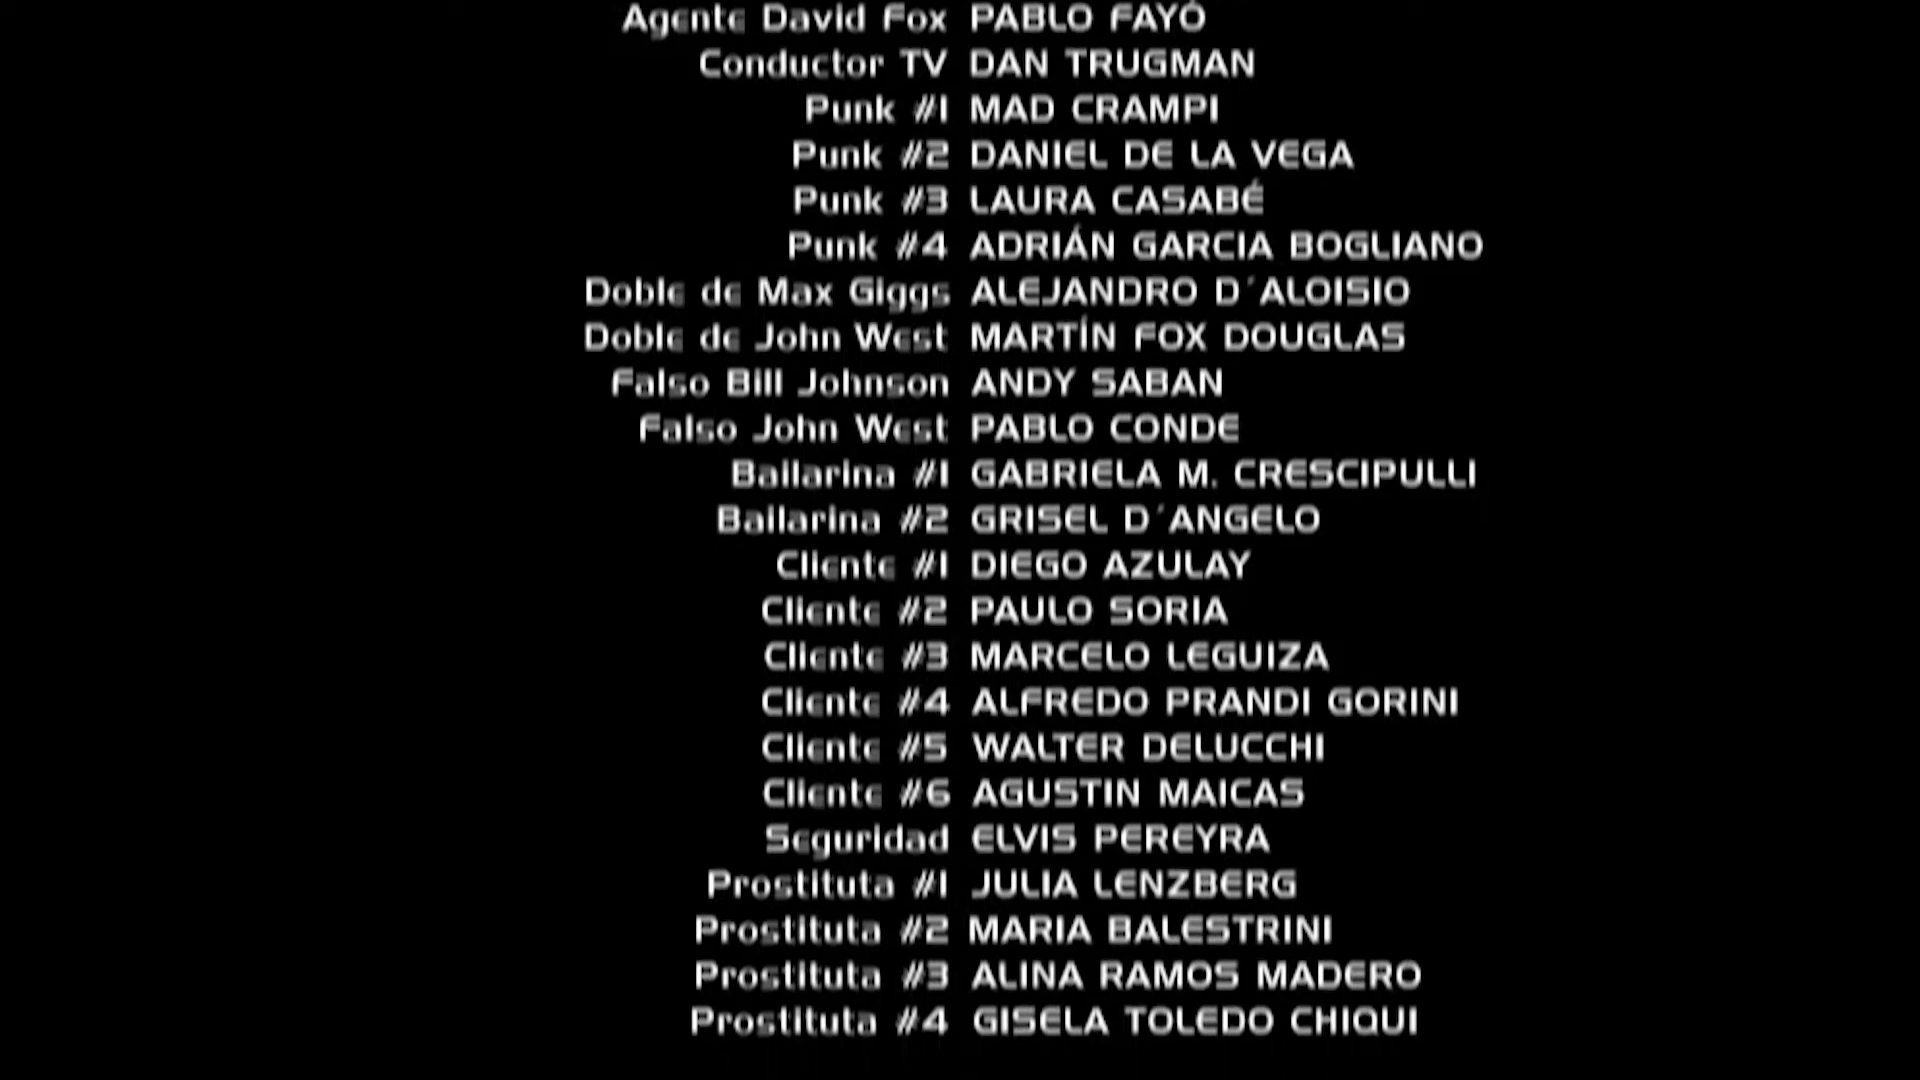 Agente David Fox PABLO FAYÓ
Conductor TV DAN TRUGMAN
Punk #1 MAD CRAMPI
Punk #2 DANIEL DE LA VEGA
Punk #3 LAURA CASABÉ
Punk #4 ADRIÁN GARCIA BOGLIANO
Doble de Max Giggs ALEJANDRO D´ALOISIO
Doble de John West MARTÍN FOX DOUGLAS
Falso Bill Johnson ANDY SABAN
Falso John West PABLO CONDE
Bailarina #1 GABRIELA M. CRESCIPULLI
Bailarina #2 GRISEL D´ANGELO
Cliente #1 DIEGO AZULAY
Cliente #2 PAULO SORIA
Cliente #3 MARCELO LEGUIZA
Cliente #4 ALFREDO PRANDI GORINI
Cliente #5 WALTER DELUCCHI
Cliente #6 AGUSTIN MAICAS
Seguridad ELVIS PEREYRA
Prostituta #1 JULIA LENZBERG
Prostituta #2 MARIA BALESTRINI
Prostituta #3 ALINA RAMOS MADERO
Prostituta #4 GISELA TOLEDO CHIQUI